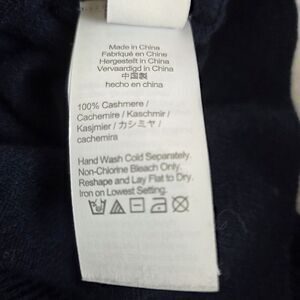 Made in China
Fabriqué en Chine
Hergestellt in China
Vervaardigd in China
中国製
hecho en china
100% Cashmere /
Cachemire / Kaschmir /
Kasjmier / カシミヤ /
cachemira
Hand Wash Cold Separately.
Non-Chlorine Bleach Only.
Reshape and Lay Flat to Dry.
Iron on Lowest Setting.